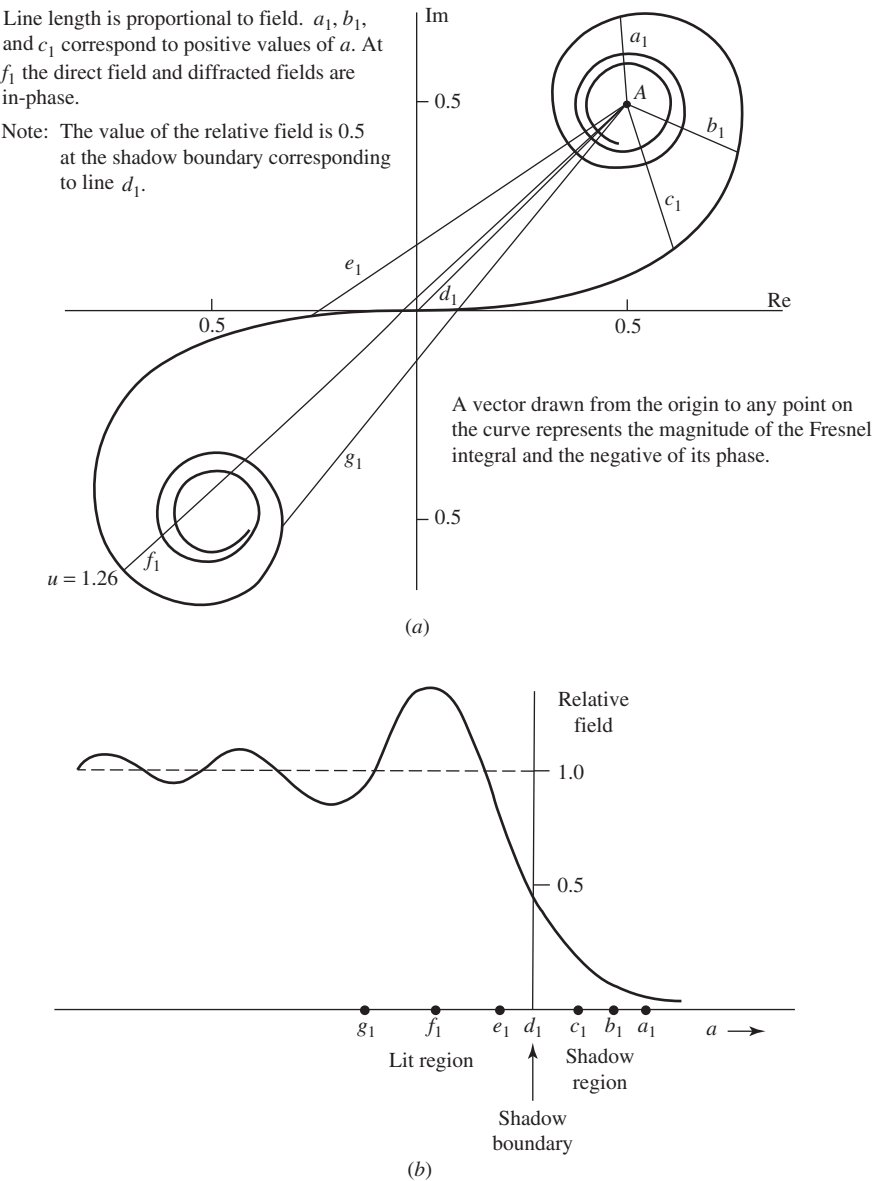 Line length is proportional to field. a₁, b₁,
and c₁ correspond to positive values of a. At
f₁ the direct field and diffracted fields are
in-phase.
Note: The value of the relative field is 0.5
at the shadow boundary corresponding
to line d₁.
Im
a₁
0.5
A
b₁
c₁
e₁
d₁
Re
0.5
0.5
A vector drawn from the origin to any point on
the curve represents the magnitude of the Fresnel
integral and the negative of its phase.
g₁
0.5
f₁
u = 1.26
(a)
Relative
field
1.0
0.5
g₁ f₁ e₁ d₁ c₁ b₁ a₁ a
Lit region
Shadow
region
Shadow
boundary
(b)